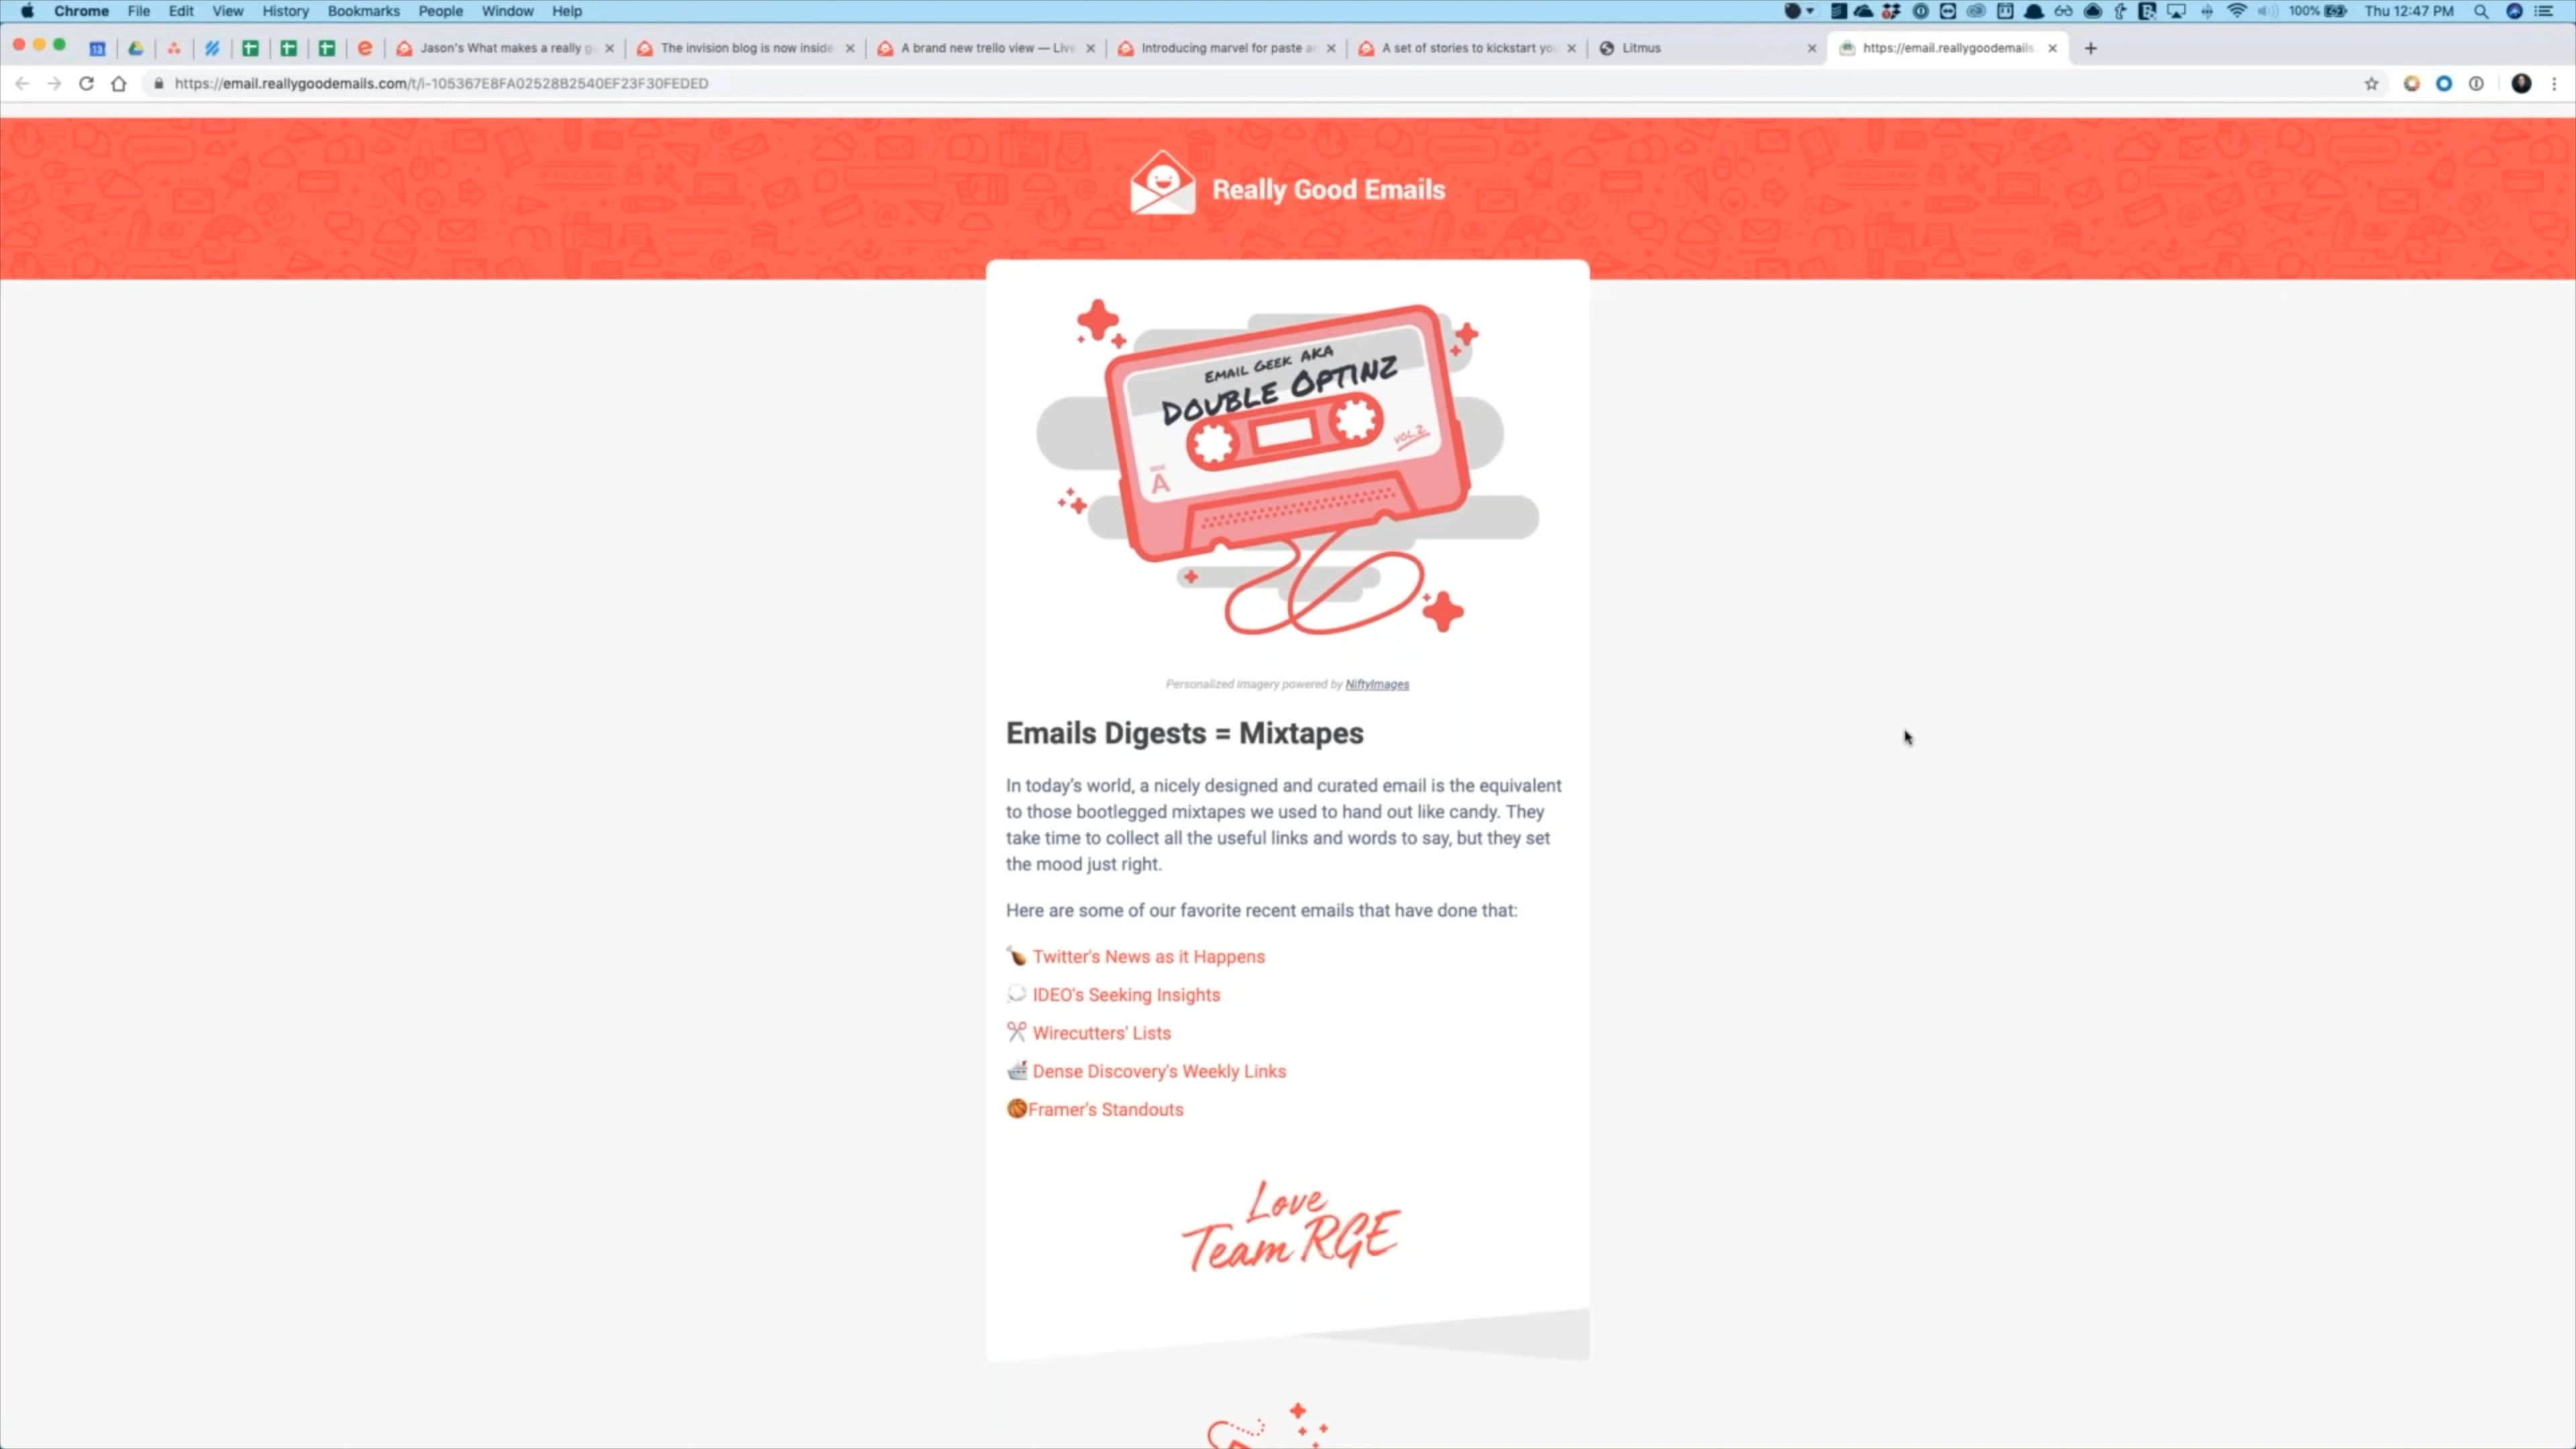 Chrome File Edit View History Bookmarks People Window Help
100% Thu 12:47 PM
13
Jason's What makes a really g
The invision blog is now inside
A brand new trello view — Live
Introducing marvel for paste a
A set of stories to kickstart yo
Litmus
https://email.reallygoodemails
https://email.reallygoodemails.com/t/i-105367E8FA02528B2540EF23F30FEDED
Really Good Emails
EMAIL GEEK AKA
DOUBLE OPTINZ
VOL.2
SIDE
A
Personalized imagery powered by NiftyImages
Emails Digests = Mixtapes
In today's world, a nicely designed and curated email is the equivalent
to those bootlegged mixtapes we used to hand out like candy. They
take time to collect all the useful links and words to say, but they set
the mood just right.
Here are some of our favorite recent emails that have done that:
Twitter's News as it Happens
IDEO's Seeking Insights
Wirecutters' Lists
Dense Discovery's Weekly Links
Framer's Standouts
Love
Team RGE